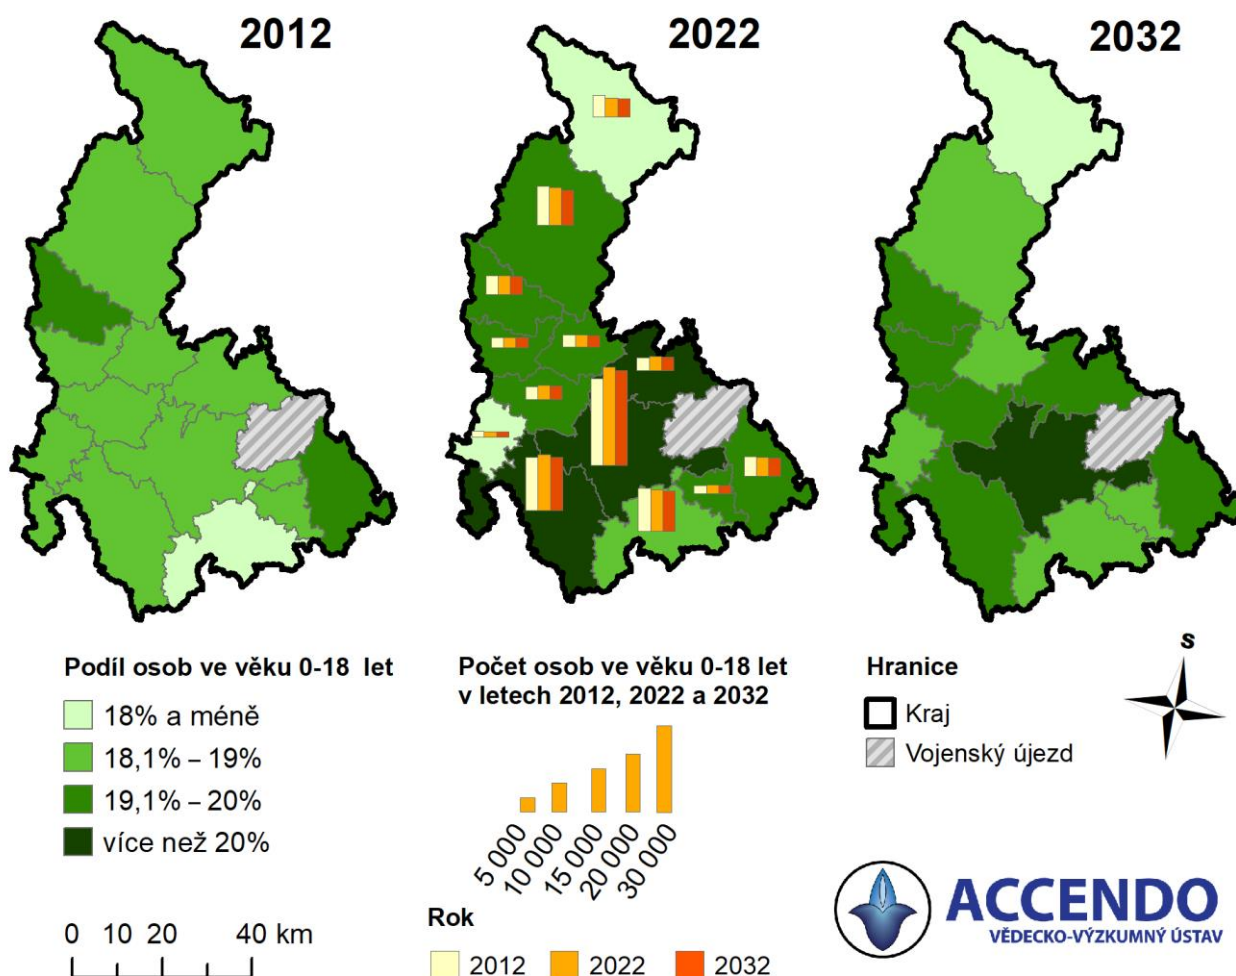 2012
2022
2032
Podíl osob ve věku 0-18 let
18% a méně
18,1% – 19%
19,1% – 20%
více než 20%
0 10 20 40 km
Počet osob ve věku 0-18 let
v letech 2012, 2022 a 2032
5 000
10 000
15 000
20 000
30 000
Rok
2012
2022
2032
Hranice
Kraj
Vojenský újezd
S
ACCENDO
VĚDECKO-VÝZKUMNÝ ÚSTAV